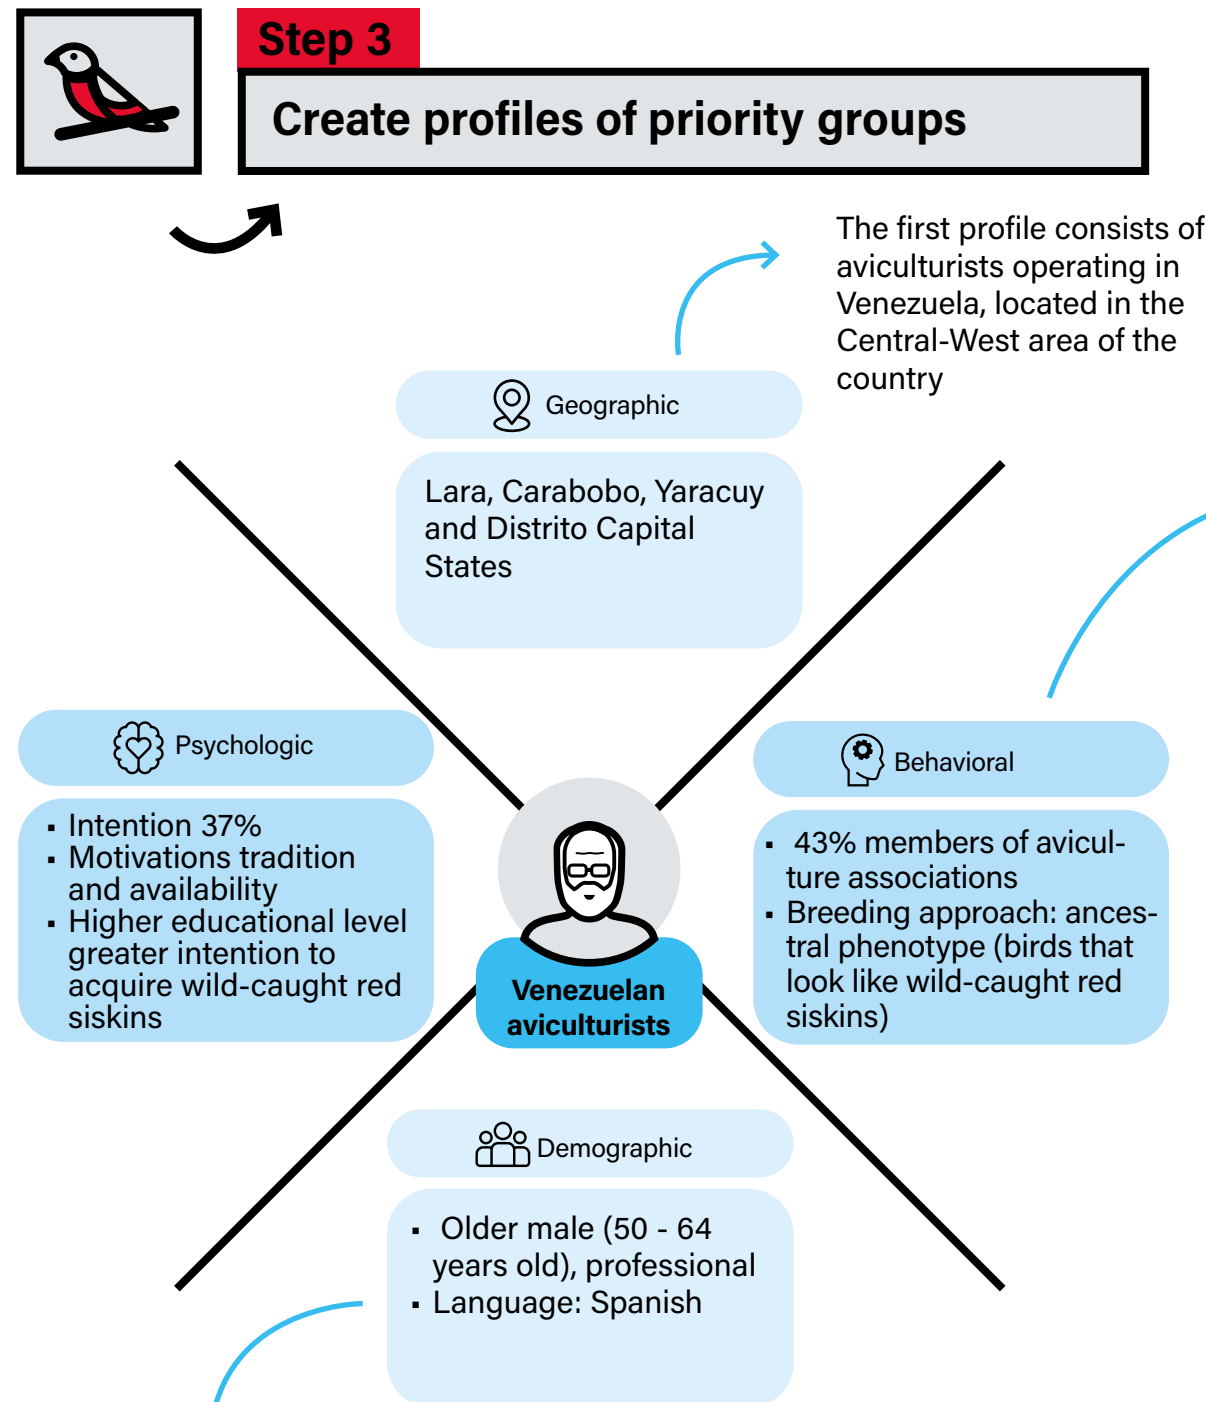 Step 3
Create profiles of priority groups
The first profile consists of
aviculturists operating in
Venezuela, located in the
Central-West area of the
country
Geographic
Lara, Carabobo, Yaracuy
and Distrito Capital
States
Psychologic
▪ Intention 37%
▪ Motivations tradition
and availability
▪ Higher educational level
greater intention to
acquire wild-caught red
siskins
Behavioral
▪ 43% members of avicul-
ture associations
▪ Breeding approach: ances-
tral phenotype (birds that
look like wild-caught red
siskins)
Venezuelan
aviculturists
Demographic
▪ Older male (50 - 64
years old), professional
▪ Language: Spanish